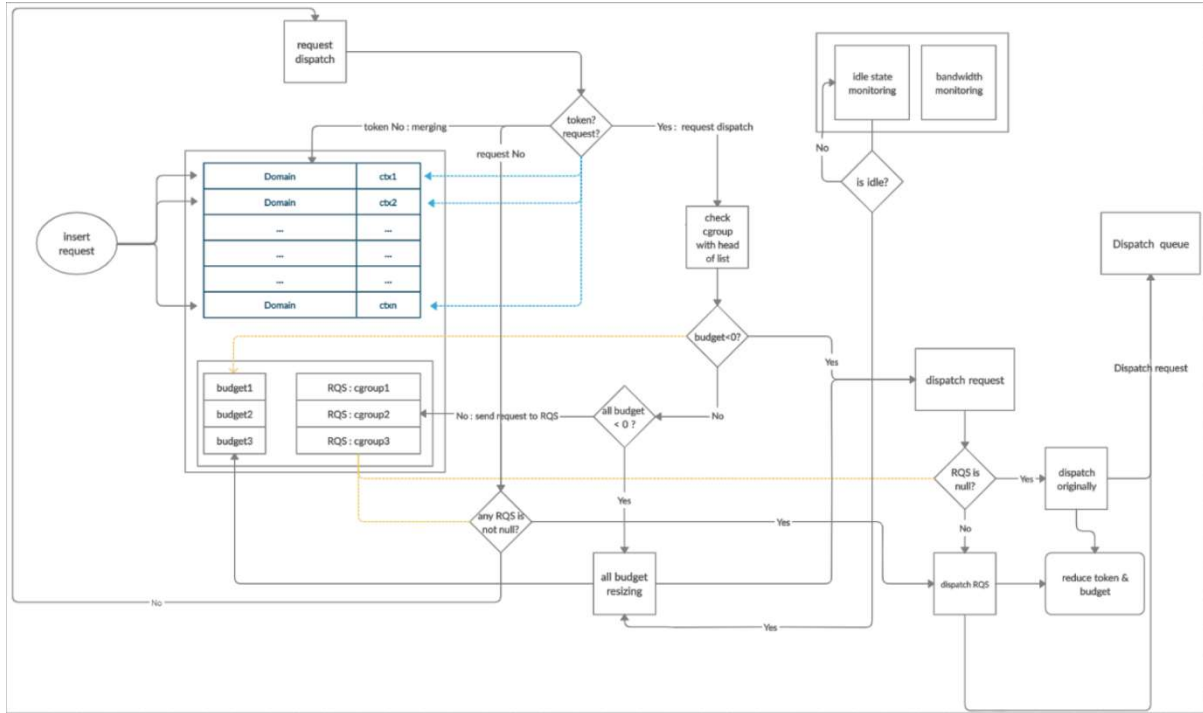 request
dispatch
idle state
monitoring
bandwidth
monitoring
token?
request?
token No : merging
Yes : request dispatch
request No
No
is idle?
Domain
ctx1
Domain
ctx2
...
...
...
...
...
...
Domain
ctxn
insert
request
check
cgroup
with head
of list
Dispatch queue
budget<0?
Yes
Dispatch request
budget1
budget2
budget3
RQS : cgroup1
RQS : cgroup2
RQS : cgroup3
No : send request to RQS
all budget
< 0 ?
No
dispatch request
RQS is
null?
Yes
dispatch
originally
Yes
any RQS is
not null?
Yes
No
all budget
resizing
dispatch RQS
reduce token &
budget
No
Yes